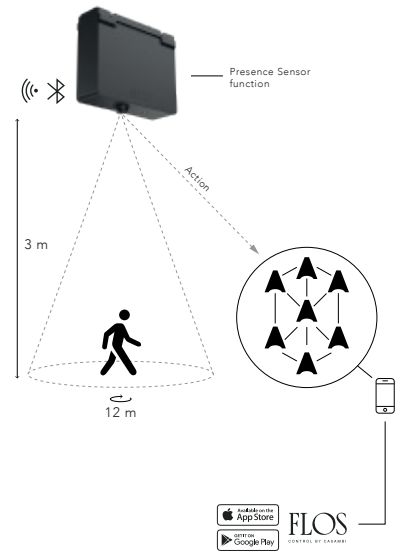 Presence Sensor
function
Action
3 m
12 m
Available on the
App Store
GET IT ON
Google Play
FLOS
CONTROL BY CASAMBI